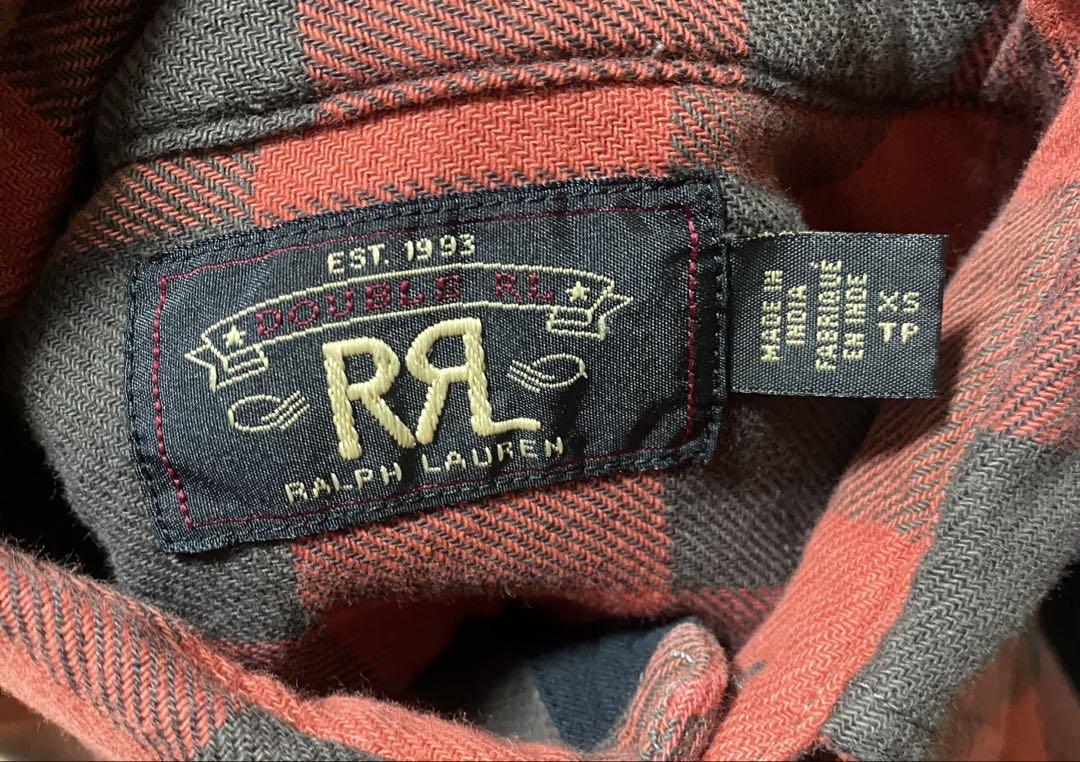 EST. 1993
DOUBLE RL
RRL
RALPH LAUREN
MADE IN
INDIA
FABRIQUÉ
EN INDE
XS
TP